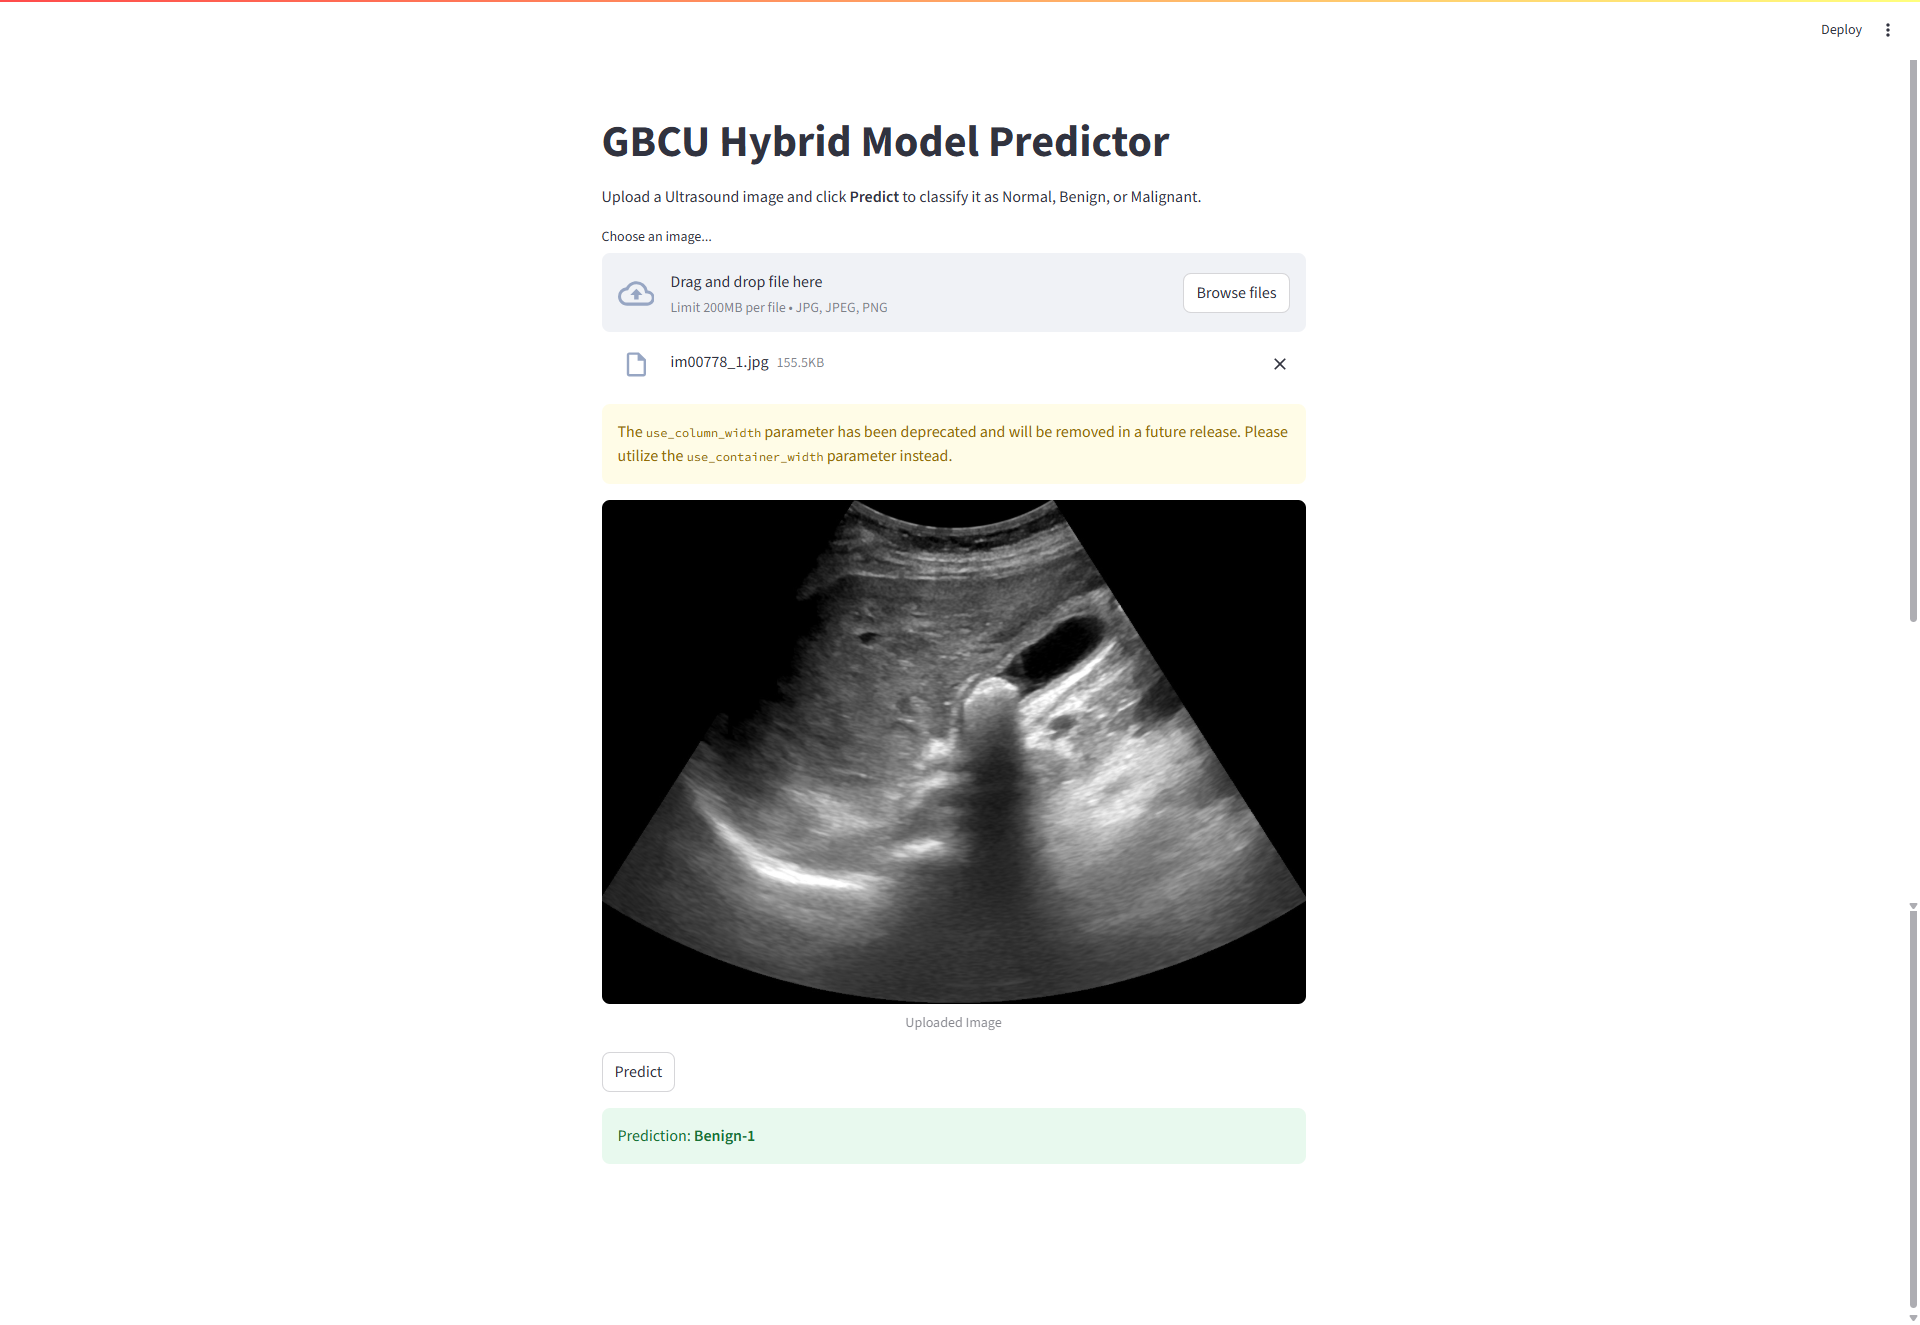 Deploy
GBCU Hybrid Model Predictor
Upload a Ultrasound image and click Predict to classify it as Normal, Benign, or Malignant.
Choose an image...
Drag and drop file here
Limit 200MB per file • JPG, JPEG, PNG
Browse files
im00778_1.jpg 155.5KB
The use_column_width parameter has been deprecated and will be removed in a future release. Please
utilize the use_container_width parameter instead.
Uploaded Image
Predict
Prediction: Benign-1